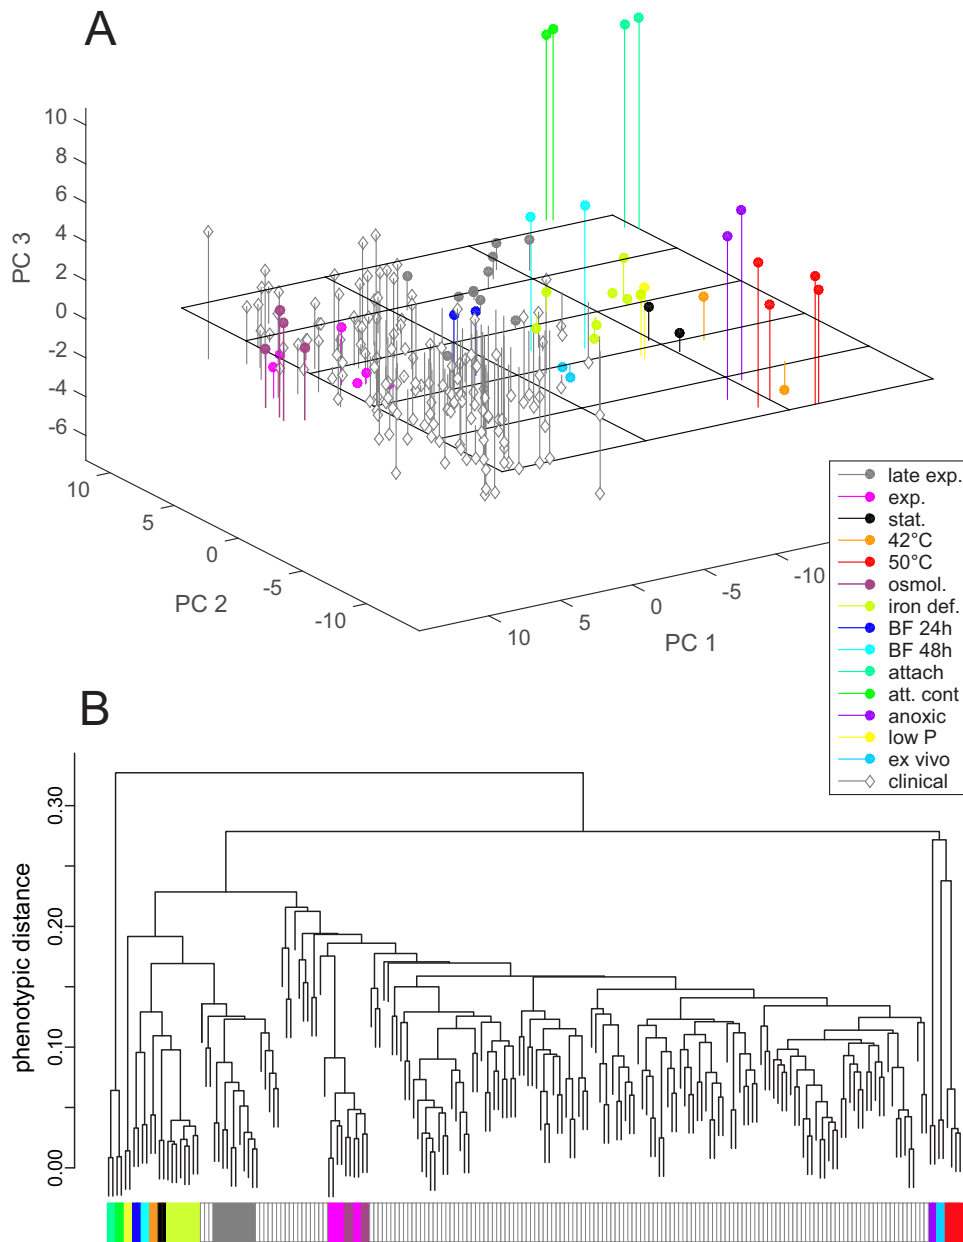 A
10
8
6
4
2
0
-2
-4
-6
PC 3
10
5
0
-5
-10
PC 2
10
5
0
-5
-10
PC 1
late exp.
exp.
stat.
42°C
50°C
osmol.
iron def.
BF 24h
BF 48h
attach
att. cont
anoxic
low P
ex vivo
clinical
B
0.30
0.20
0.10
0.00
phenotypic distance